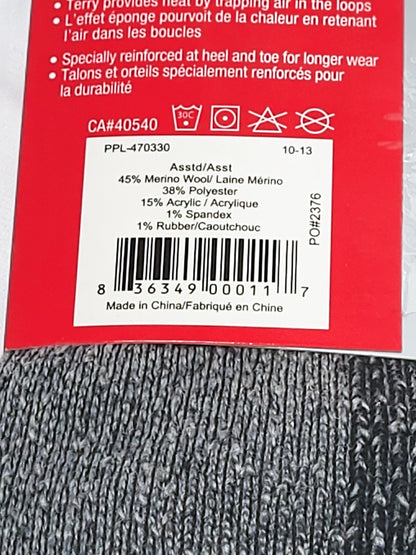 • Terry provides heat by trapping air in the loops
• L'effet éponge pourvoit de la chaleur en retenant
l'air dans les boucles
• Specially reinforced at heel and toe for longer wear
• Talons et orteils spécialement renforcés pour
la durabilité
CA#40540 30C
PPL-470330 10-13
Asstd/Asst
45% Merino Wool/ Laine Mérino
38% Polyester
15% Acrylic / Acrylique
1% Spandex
1% Rubber/Caoutchouc
PO#2376
8 36349 00011 7
Made in China/Fabriqué en Chine